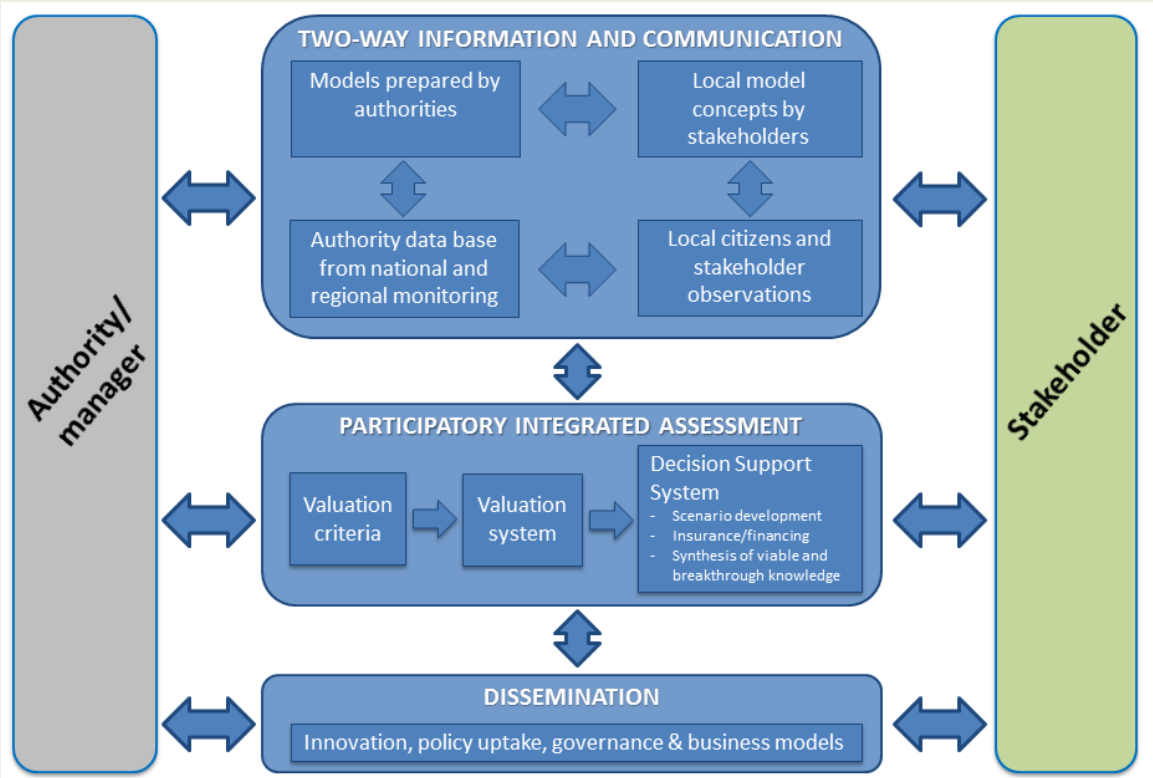 Authority/
manager
TWO-WAY INFORMATION AND COMMUNICATION
Models prepared by
authorities
Local model
concepts by
stakeholders
Authority data base
from national and
regional monitoring
Local citizens and
stakeholder
observations
PARTICIPATORY INTEGRATED ASSESSMENT
Valuation
criteria
Valuation
system
Decision Support
System
- Scenario development
- Insurance/financing
- Synthesis of viable and
breakthrough knowledge
DISSEMINATION
Innovation, policy uptake, governance & business models
Stakeholder